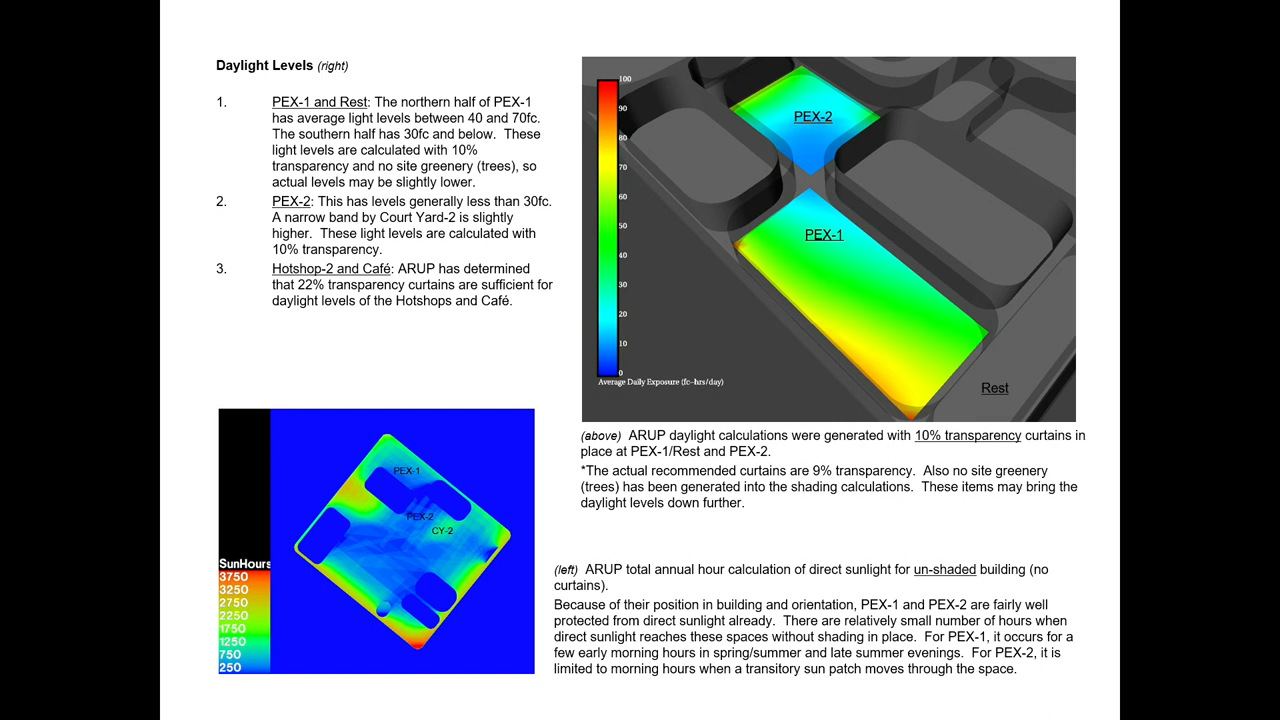 Daylight Levels (right)
1. PEX-1 and Rest: The northern half of PEX-1
has average light levels between 40 and 70fc.
The southern half has 30fc and below. These
light levels are calculated with 10%
transparency and no site greenery (trees), so
actual levels may be slightly lower.
2. PEX-2: This has levels generally less than 30fc.
A narrow band by Court Yard-2 is slightly
higher. These light levels are calculated with
10% transparency.
3. Hotshop-2 and Café: ARUP has determined
that 22% transparency curtains are sufficient for
daylight levels of the Hotshops and Café.
100
90
80
70
60
50
40
30
20
10
0
Average Daily Exposure (fc-hrs/day)
PEX-2
PEX-1
Rest
(above) ARUP daylight calculations were generated with 10% transparency curtains in
place at PEX-1/Rest and PEX-2.
*The actual recommended curtains are 9% transparency. Also no site greenery
(trees) has been generated into the shading calculations. These items may bring the
daylight levels down further.
PEX-1
PEX-2
CY-2
SunHours
3750
3250
2750
2250
1750
1250
750
250
(left) ARUP total annual hour calculation of direct sunlight for un-shaded building (no
curtains).
Because of their position in building and orientation, PEX-1 and PEX-2 are fairly well
protected from direct sunlight already. There are relatively small number of hours when
direct sunlight reaches these spaces without shading in place. For PEX-1, it occurs for a
few early morning hours in spring/summer and late summer evenings. For PEX-2, it is
limited to morning hours when a transitory sun patch moves through the space.